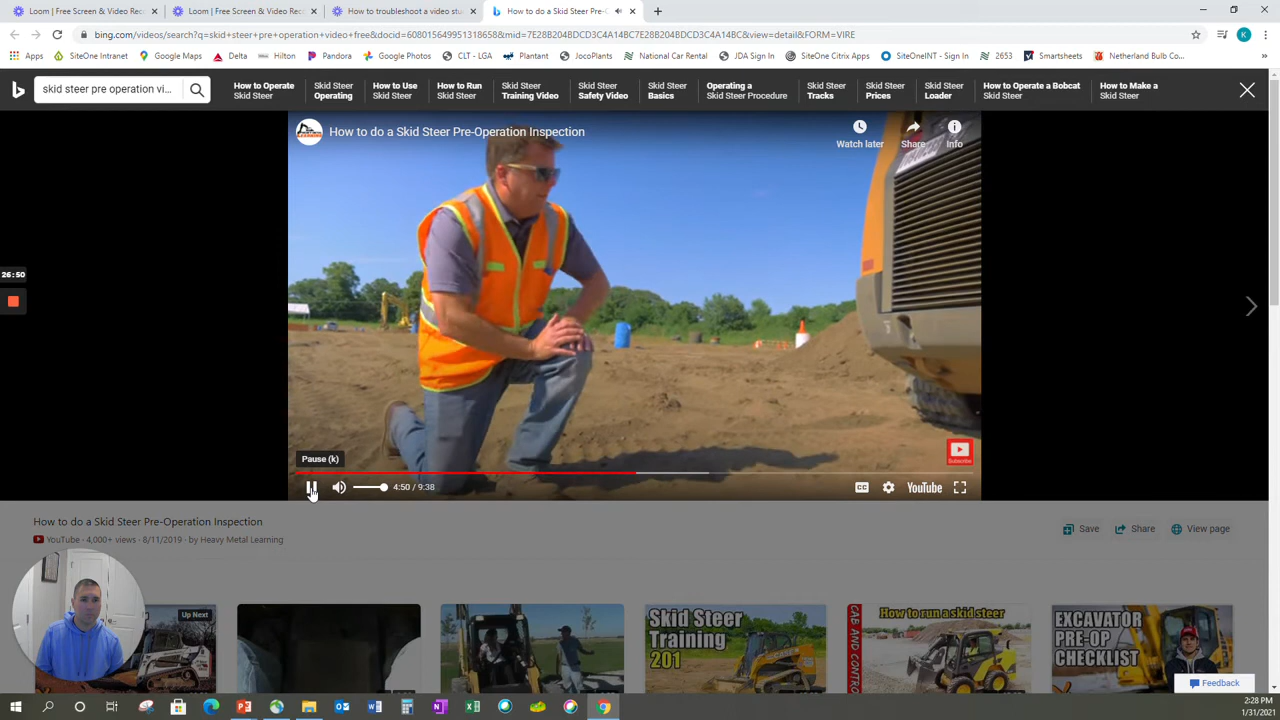 Loom | Free Screen & Video Rec
Loom | Free Screen & Video Rec
How to troubleshoot a video stu
How to do a Skid Steer Pre-O
bing.com/videos/search?q=skid+steer+pre+operation+video+free&docid=608015649951318658&mid=7E28B204BDCD3C4A14BC7E28B204BDCD3C4A14BC&view=detail&FORM=VIRE
K
Apps
SiteOne Intranet
Google Maps
Delta
Hilton
Pandora
Google Photos
CLT - LGA
Plantant
JocoPlants
National Car Rental
JDA Sign In
SiteOne Citrix Apps
SiteOneINT - Sign In
2653
Smartsheets
Netherland Bulb Co...
skid steer pre operation vi...
How to Operate
Skid Steer
Skid Steer
Operating
How to Use
Skid Steer
How to Run
Skid Steer
Skid Steer
Training Video
Skid Steer
Safety Video
Skid Steer
Basics
Operating a
Skid Steer Procedure
Skid Steer
Tracks
Skid Steer
Prices
Skid Steer
Loader
How to Operate a Bobcat
Skid Steer
How to Make a
Skid Steer
How to do a Skid Steer Pre-Operation Inspection
Watch later
Share
Info
26:50
Subscribe
Pause (k)
4:50 / 9:38
CC
YouTube
How to do a Skid Steer Pre-Operation Inspection
YouTube · 4,000+ views · 8/11/2019 · by Heavy Metal Learning
Save
Share
View page
Up Next
Skid Steer
Training
201
CAB AND CONTRO
How to run a skid steer
EXCAVATOR
PRE-OP
CHECKLIST
Feedback
2:28 PM
1/31/2021